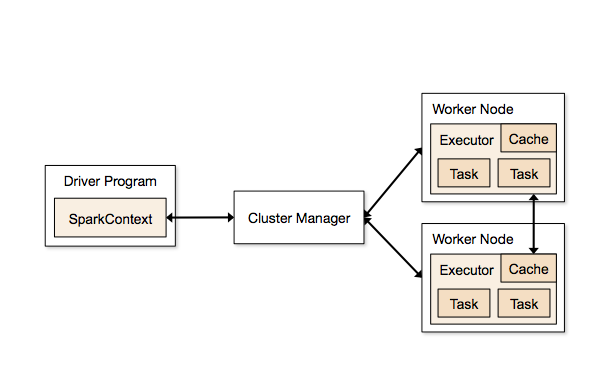 Driver Program
SparkContext
Cluster Manager
Worker Node
Executor
Cache
Task
Task
Worker Node
Executor
Cache
Task
Task